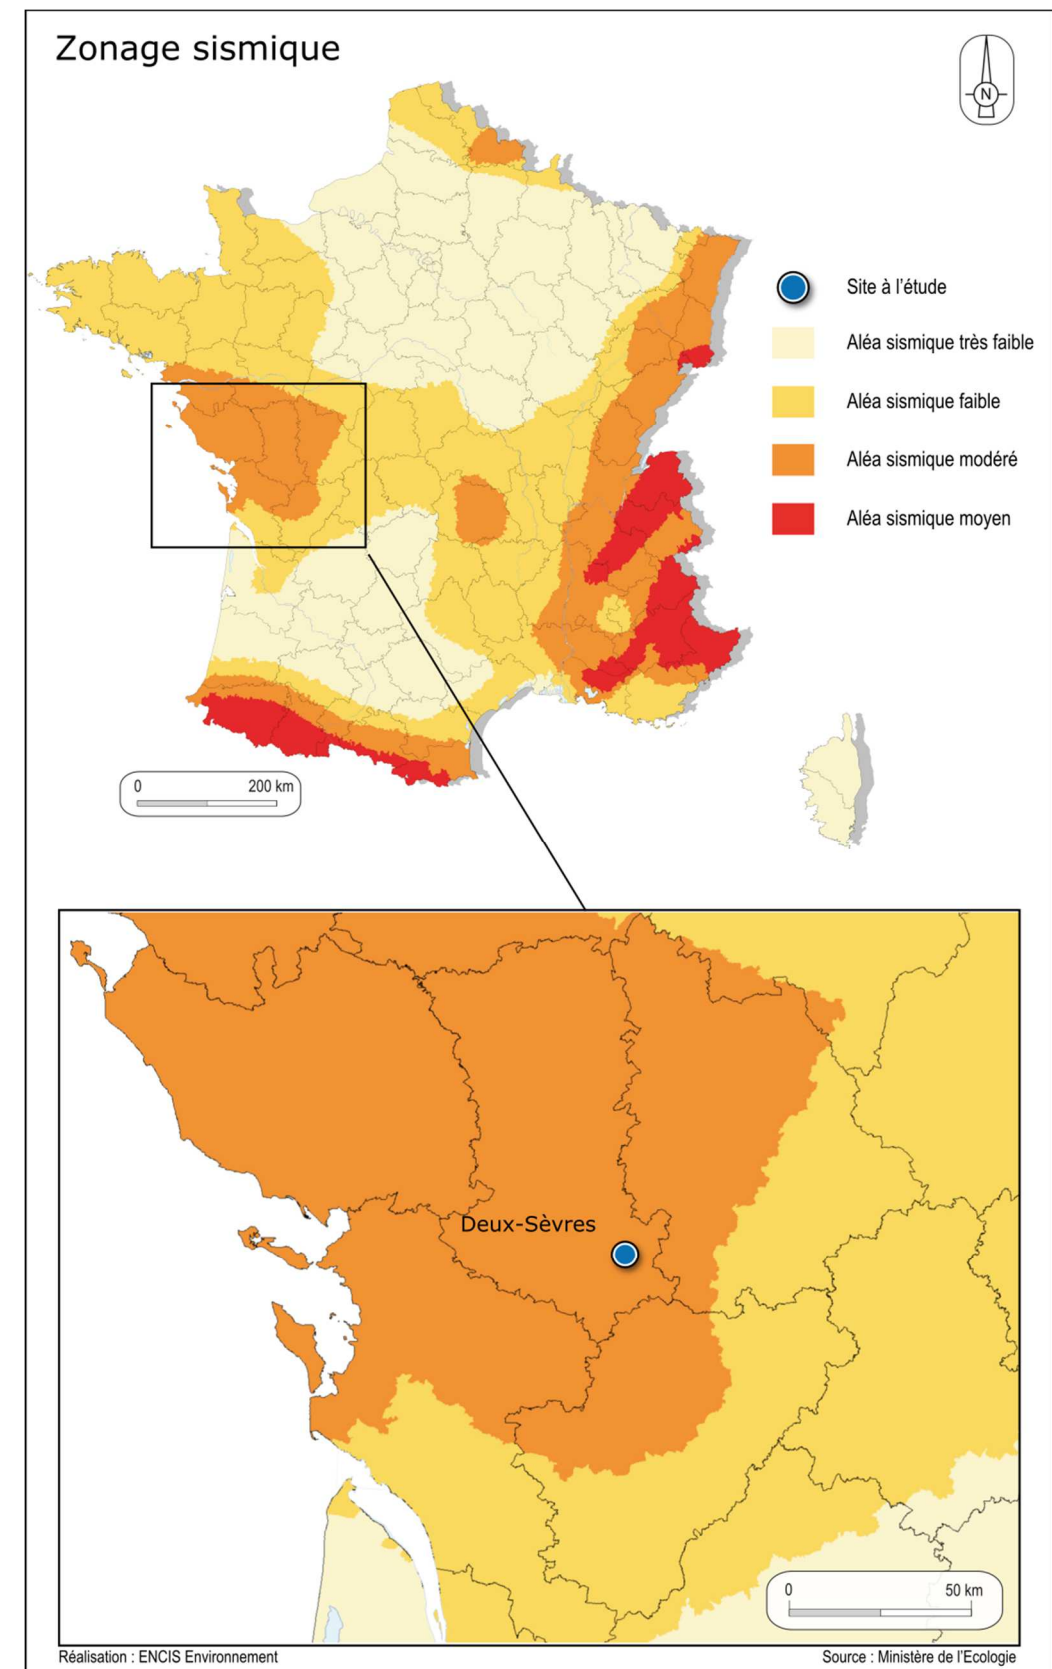 Zonage sismique
N
Site à l'étude
Aléa sismique très faible
Aléa sismique faible
Aléa sismique modéré
Aléa sismique moyen
0 200 km
Deux-Sèvres
0 50 km
Réalisation : ENCIS Environnement Source : Ministère de l'Ecologie